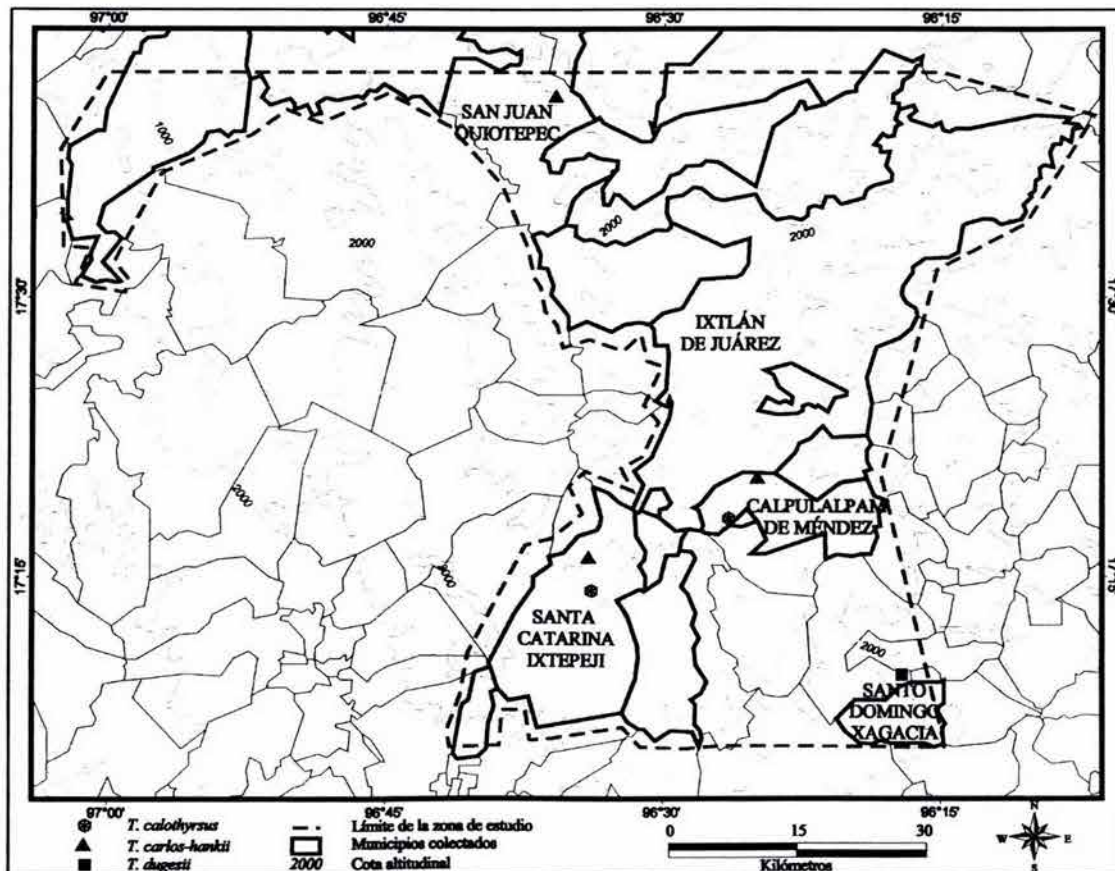 97°00' 96°45' 96°30' 96°15'
SAN JUAN
QUIOTEPEC
1000
2000
2000
2000
17°30'
17°30'
IXTLÁN
DE JUÁREZ
2000
CALPULALPAM
DE MÉNDEZ
17°15'
17°15'
2000
SANTA
CATARINA
IXTEPEJI
2000
SANTO
DOMINGO
XAGACIA
97°00' 96°45' 96°30' 96°15'
T. calothyrsus
T. carlos-hankii
T. dugesii
Límite de la zona de estudio
Municipios colectados
2000 Cota altitudinal
0 15 30
Kilómetros
N
W E
S